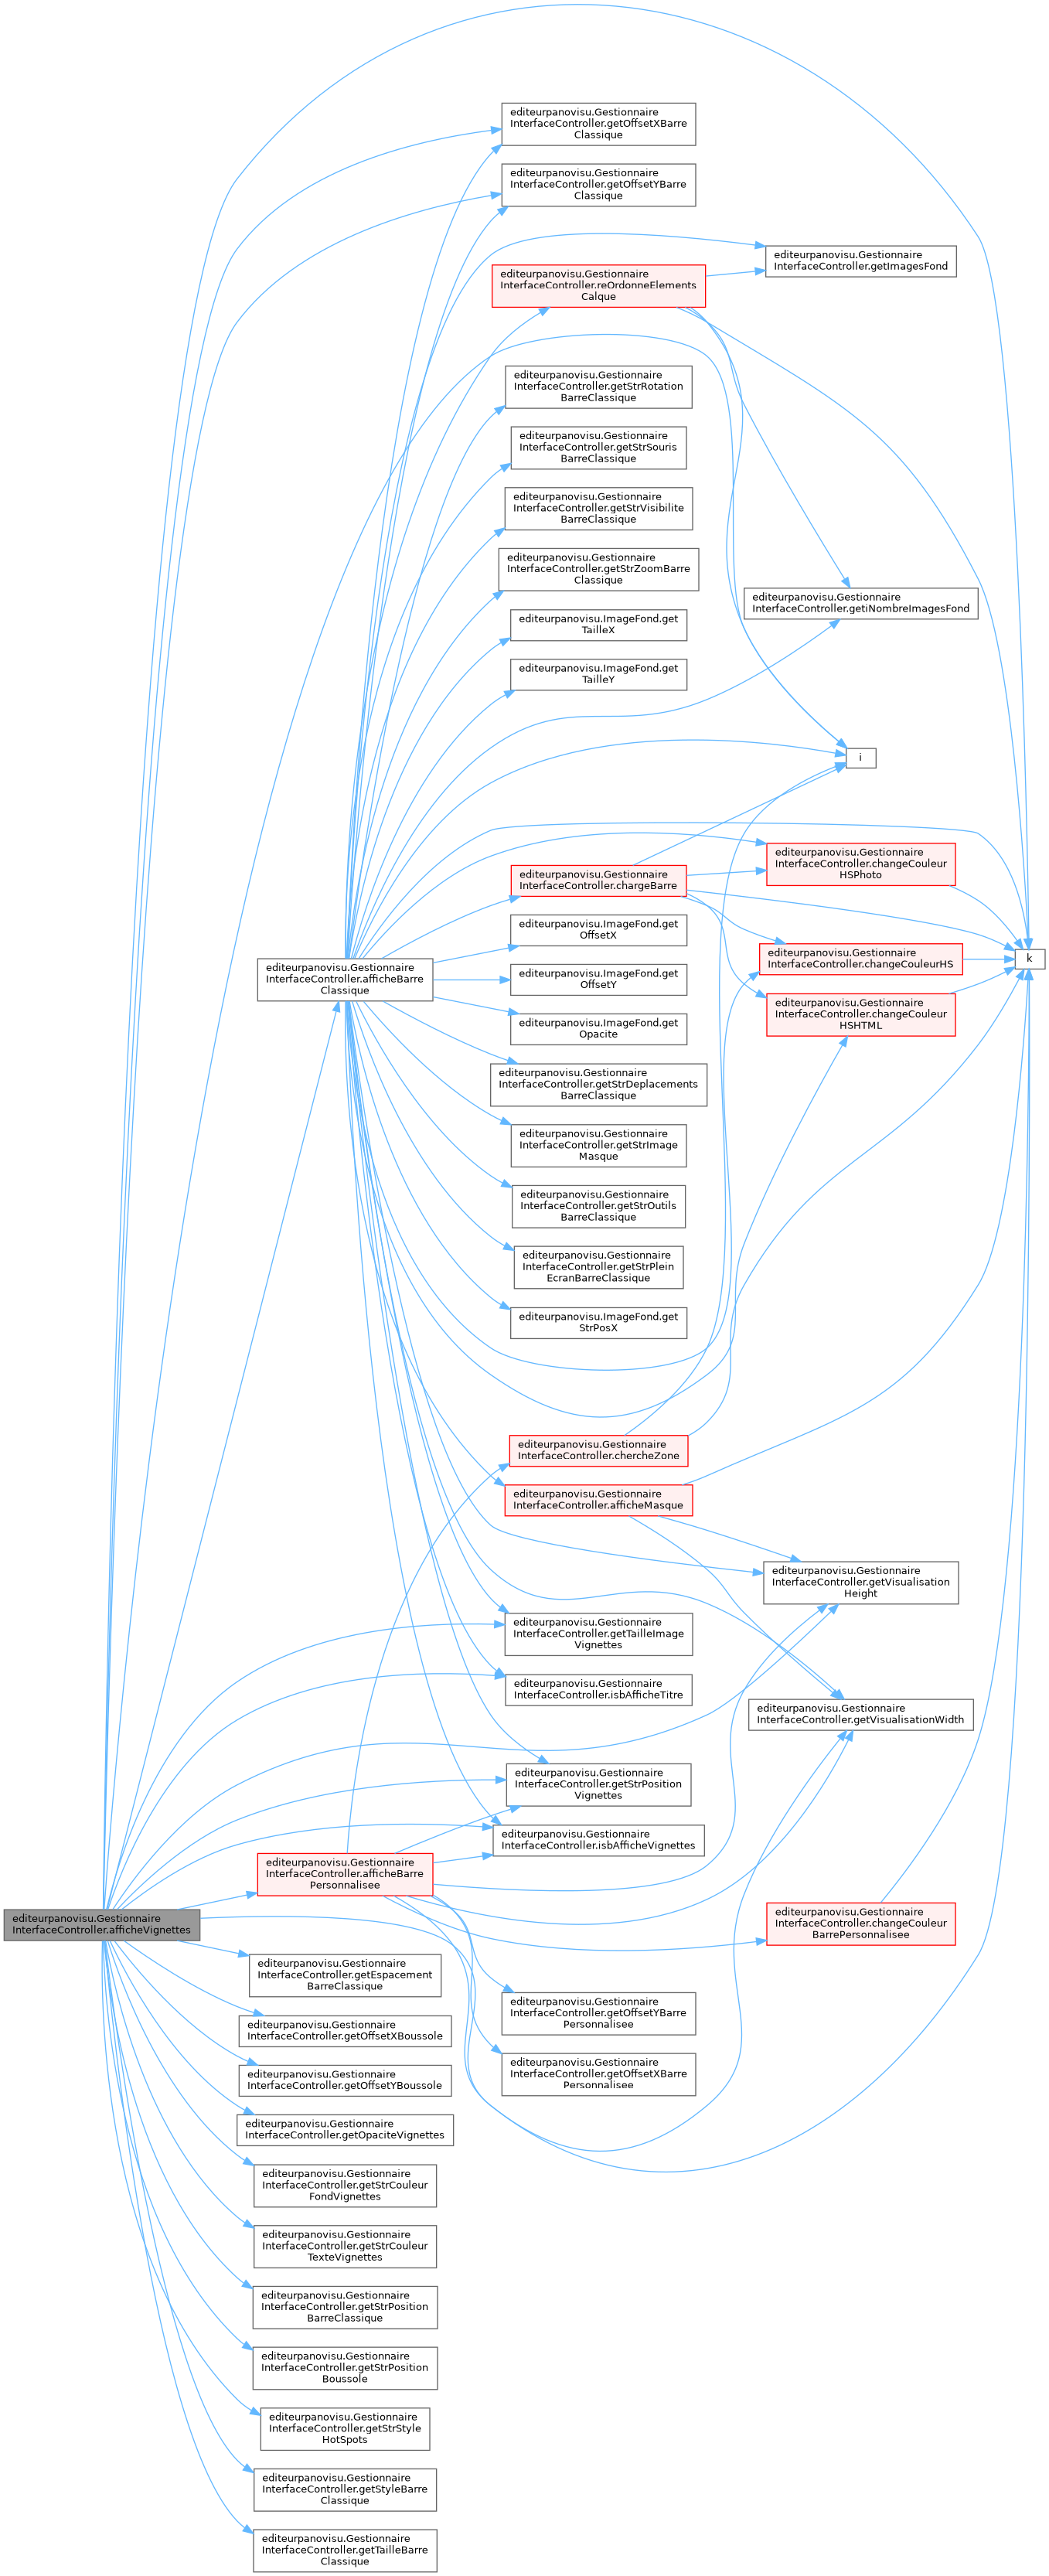 editeurpanovisu.Gestionnaire
InterfaceController.getOffsetXBarre
Classique
editeurpanovisu.Gestionnaire
InterfaceController.getOffsetYBarre
Classique
editeurpanovisu.Gestionnaire
InterfaceController.getImagesFond
editeurpanovisu.Gestionnaire
InterfaceController.reOrdonneElements
Calque
editeurpanovisu.Gestionnaire
InterfaceController.getStrRotation
BarreClassique
editeurpanovisu.Gestionnaire
InterfaceController.getStrSouris
BarreClassique
editeurpanovisu.Gestionnaire
InterfaceController.getStrVisibilite
BarreClassique
editeurpanovisu.Gestionnaire
InterfaceController.getStrZoomBarre
Classique
editeurpanovisu.Gestionnaire
InterfaceController.getiNombreImagesFond
editeurpanovisu.ImageFond.get
TailleX
editeurpanovisu.ImageFond.get
TailleY
i
editeurpanovisu.Gestionnaire
InterfaceController.changeCouleur
HSPhoto
editeurpanovisu.Gestionnaire
InterfaceController.chargeBarre
editeurpanovisu.ImageFond.get
OffsetX
editeurpanovisu.Gestionnaire
InterfaceController.changeCouleurHS
k
editeurpanovisu.Gestionnaire
InterfaceController.afficheBarre
Classique
editeurpanovisu.ImageFond.get
OffsetY
editeurpanovisu.Gestionnaire
InterfaceController.changeCouleur
HSHTML
editeurpanovisu.ImageFond.get
Opacite
editeurpanovisu.Gestionnaire
InterfaceController.getStrDeplacements
BarreClassique
editeurpanovisu.Gestionnaire
InterfaceController.getStrImage
Masque
editeurpanovisu.Gestionnaire
InterfaceController.getStrOutils
BarreClassique
editeurpanovisu.Gestionnaire
InterfaceController.getStrPlein
EcranBarreClassique
editeurpanovisu.ImageFond.get
StrPosX
editeurpanovisu.Gestionnaire
InterfaceController.chercheZone
editeurpanovisu.Gestionnaire
InterfaceController.afficheMasque
editeurpanovisu.Gestionnaire
InterfaceController.getVisualisation
Height
editeurpanovisu.Gestionnaire
InterfaceController.getTailleImage
Vignettes
editeurpanovisu.Gestionnaire
InterfaceController.isbAfficheTitre
editeurpanovisu.Gestionnaire
InterfaceController.getVisualisationWidth
editeurpanovisu.Gestionnaire
InterfaceController.getStrPosition
Vignettes
editeurpanovisu.Gestionnaire
InterfaceController.isbAfficheVignettes
editeurpanovisu.Gestionnaire
InterfaceController.afficheBarre
Personnalisee
editeurpanovisu.Gestionnaire
InterfaceController.changeCouleur
BarrePersonnalisee
editeurpanovisu.Gestionnaire
InterfaceController.afficheVignettes
editeurpanovisu.Gestionnaire
InterfaceController.getEspacement
BarreClassique
editeurpanovisu.Gestionnaire
InterfaceController.getOffsetYBarre
Personnalisee
editeurpanovisu.Gestionnaire
InterfaceController.getOffsetXBoussole
editeurpanovisu.Gestionnaire
InterfaceController.getOffsetXBarre
Personnalisee
editeurpanovisu.Gestionnaire
InterfaceController.getOffsetYBoussole
editeurpanovisu.Gestionnaire
InterfaceController.getOpaciteVignettes
editeurpanovisu.Gestionnaire
InterfaceController.getStrCouleur
FondVignettes
editeurpanovisu.Gestionnaire
InterfaceController.getStrCouleur
TexteVignettes
editeurpanovisu.Gestionnaire
InterfaceController.getStrPosition
BarreClassique
editeurpanovisu.Gestionnaire
InterfaceController.getStrPosition
Boussole
editeurpanovisu.Gestionnaire
InterfaceController.getStrStyle
HotSpots
editeurpanovisu.Gestionnaire
InterfaceController.getStyleBarre
Classique
editeurpanovisu.Gestionnaire
InterfaceController.getTailleBarre
Classique